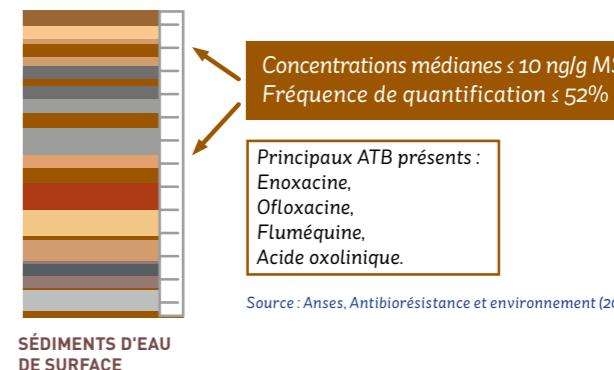 Concentrations médianes ≤ 10 ng/g
Fréquence de quantification ≤ 52%
Principaux ATB présents :
Enoxacine,
Ofloxacine,
Fluméquine,
Acide oxolinique.
Source : Anses, Antibiorésistance et environnement
SÉDIMENTS D'EAU
DE SURFACE